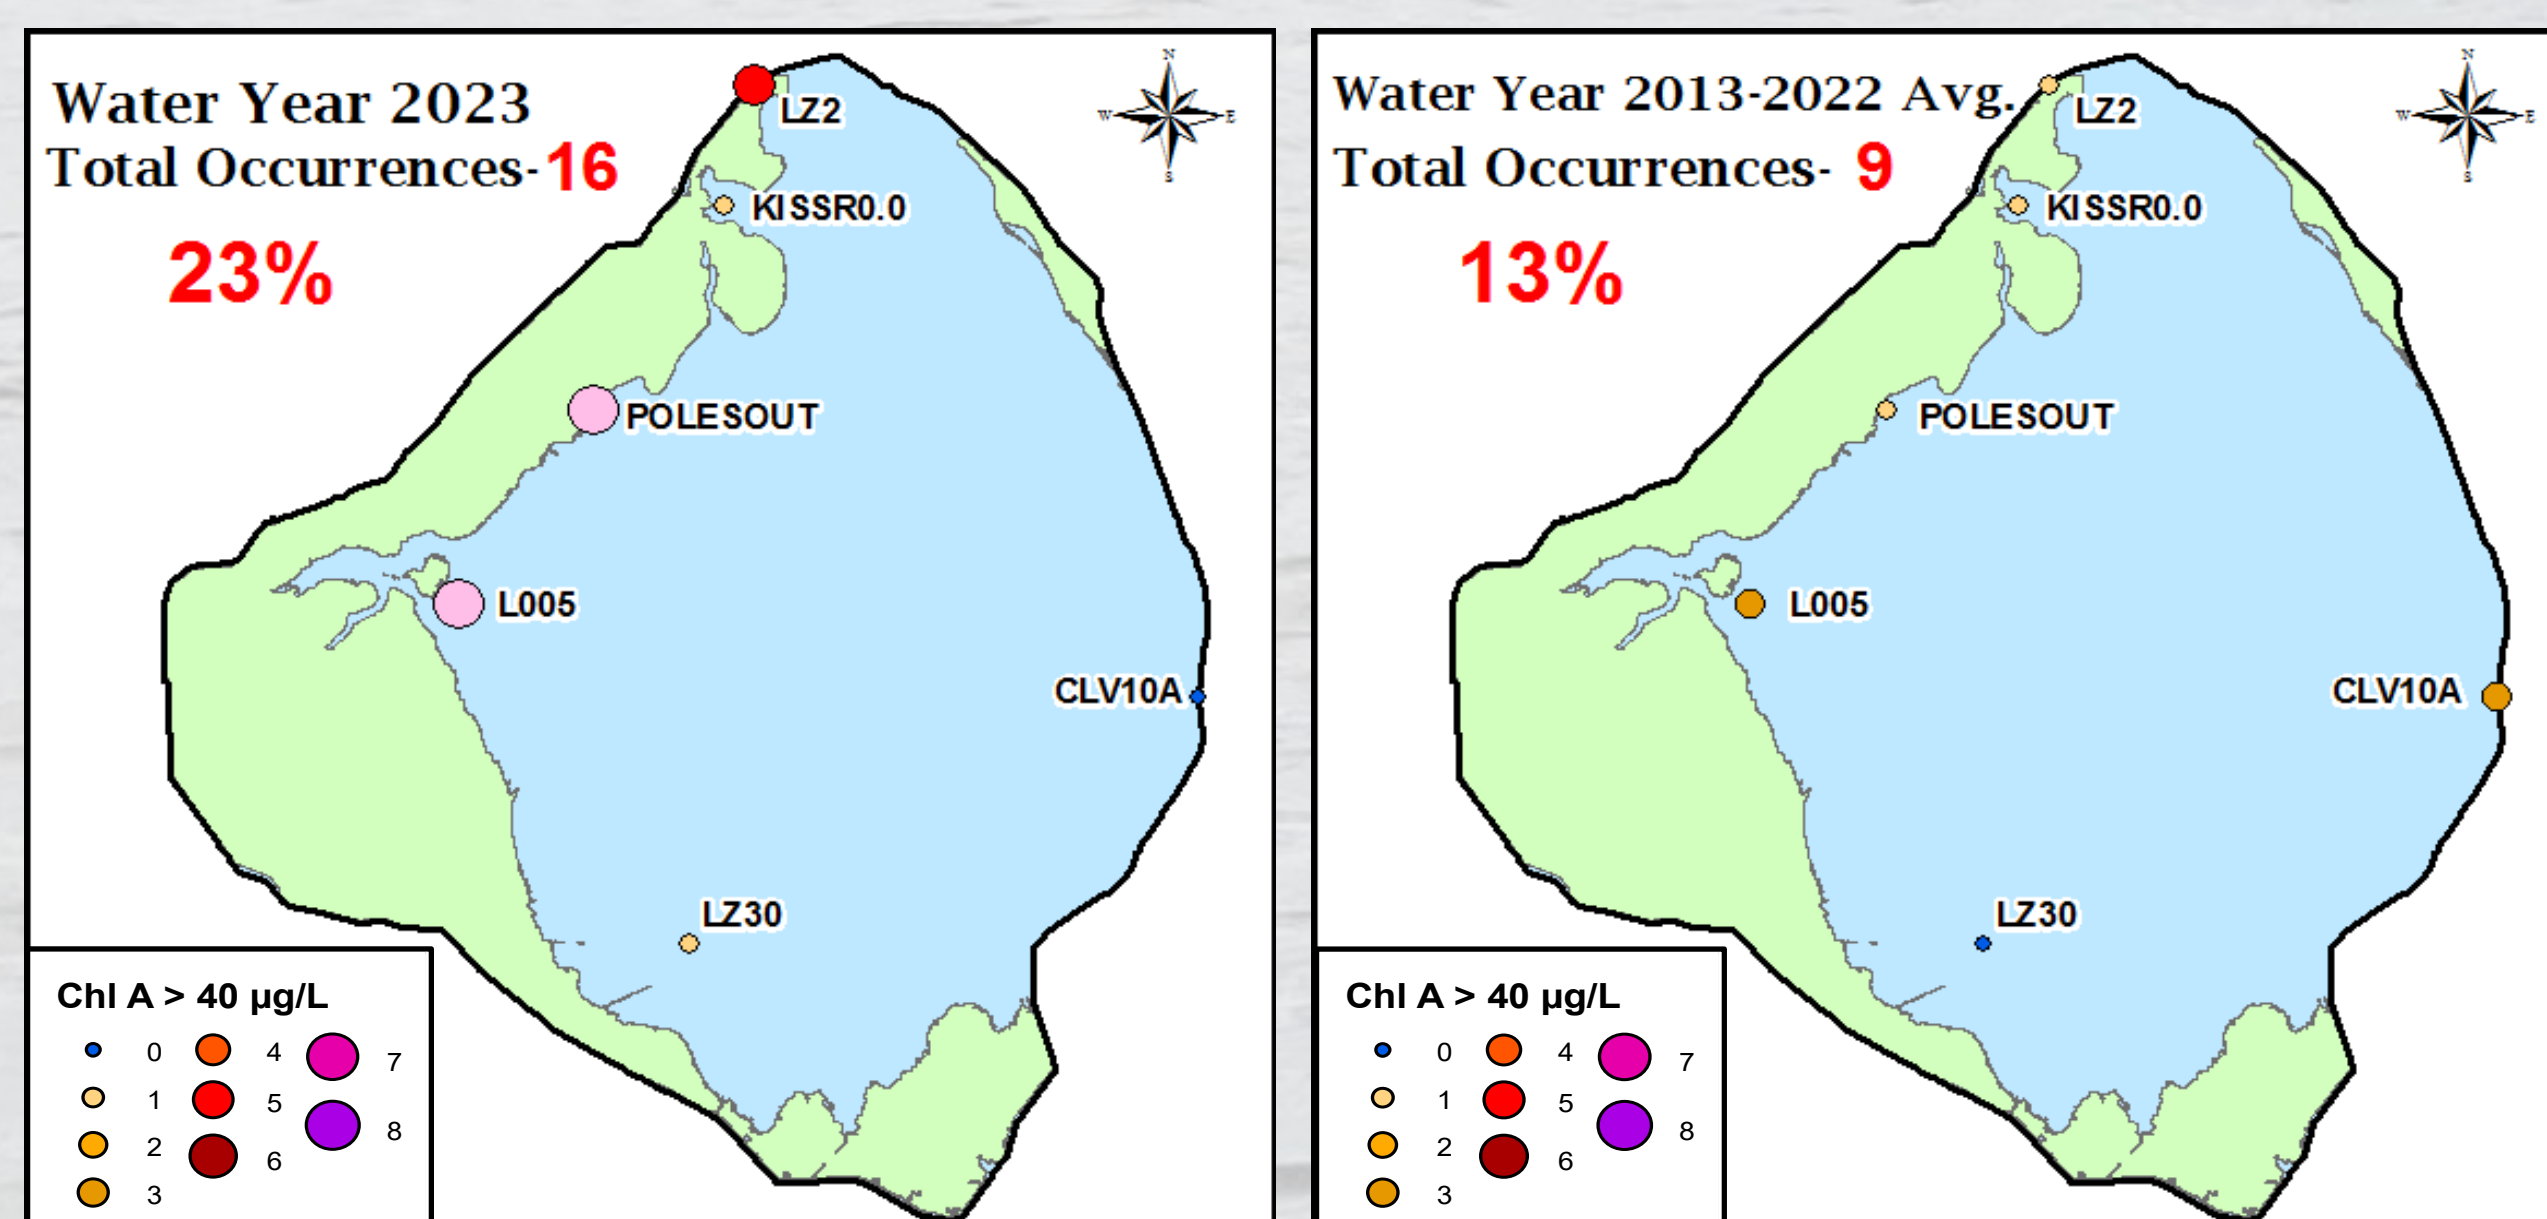 Water Year 2023
Total Occurrences- 16
23%
N
W E
S
LZ2
KISSR0.0
POLESOUT
L005
CLV10A
LZ30
Chl A > 40 µg/L
0 4 7
1 5 8
2 6
3
Water Year 2013-2022 Avg.
Total Occurrences- 9
13%
N
W E
S
LZ2
KISSR0.0
POLESOUT
L005
CLV10A
LZ30
Chl A > 40 µg/L
0 4 7
1 5 8
2 6
3